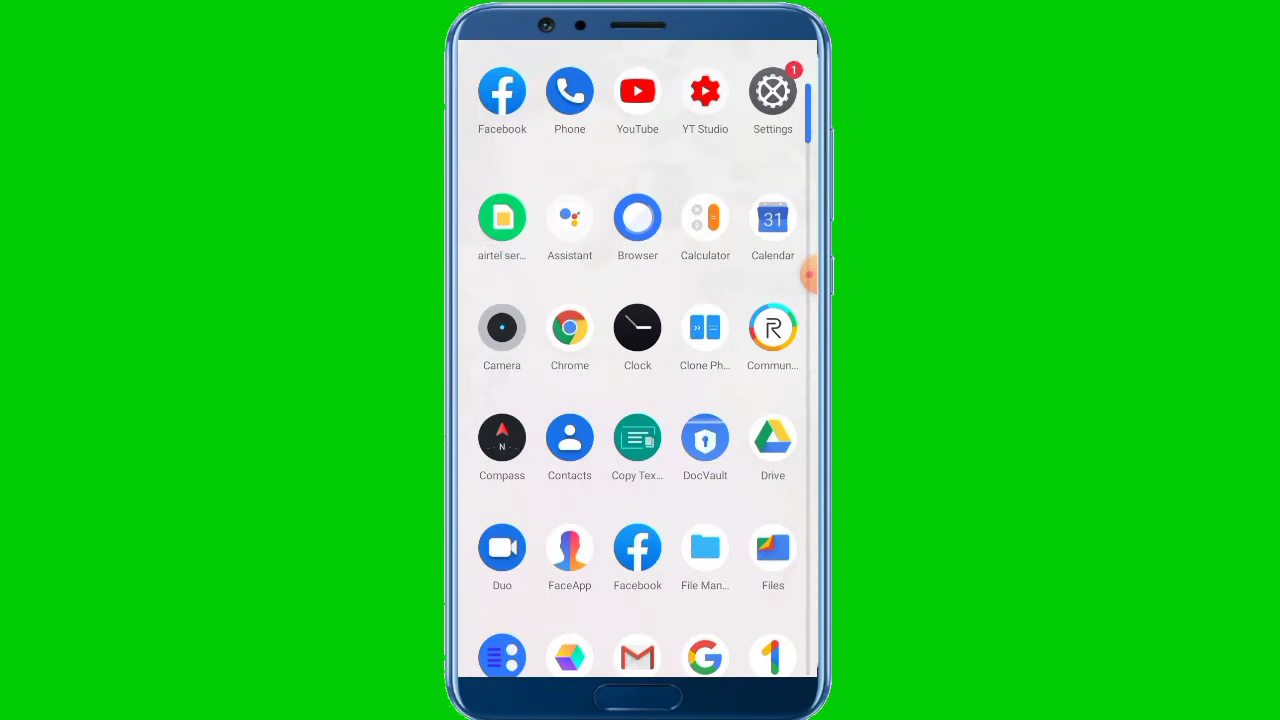 1
Facebook Phone YouTube YT Studio Settings
31
airtel ser... Assistant Browser Calculator Calendar
R
Camera Chrome Clock Clone Ph... Commun...
N
Compass Contacts Copy Tex... DocVault Drive
Duo FaceApp Facebook File Man... Files